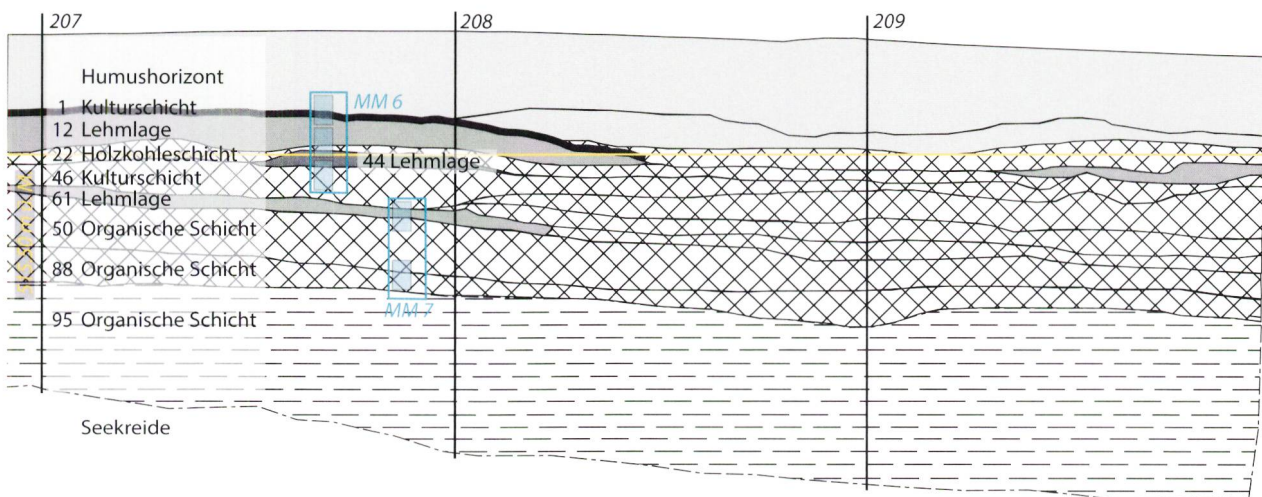 207 208 209
Humushorizont
1 Kulturschicht
MM 6
12 Lehmlage
22 Holzkohleschicht
44 Lehmlage
46 Kulturschicht
61 Lehmlage
50 Organische Schicht
88 Organische Schicht
MM 7
95 Organische Schicht
Seekreide